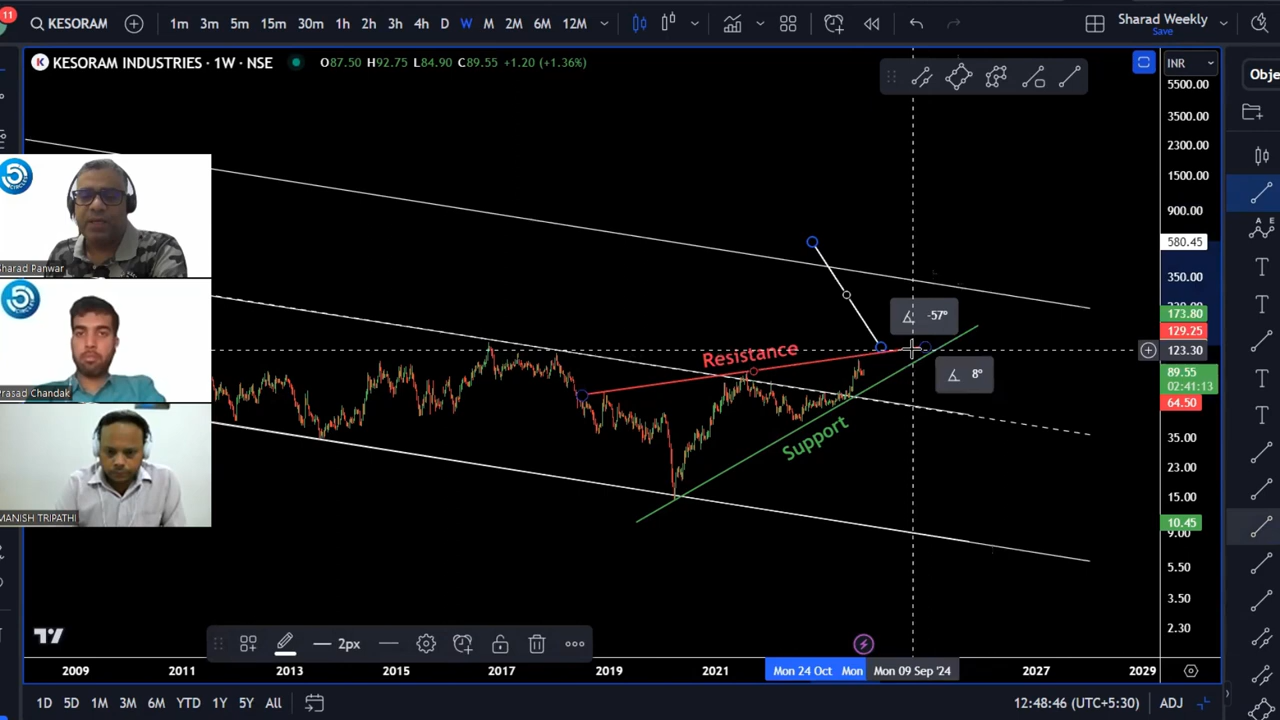 11
KESORAM
1m 3m 5m 15m 30m 1h 2h 3h 4h D W M 2M 6M 12M
Sharad Weekly
Save
KESORAM INDUSTRIES · 1W · NSE
O87.50 H92.75 L84.90 C89.55 +1.20 (+1.36%)
INR
Obje
5500.00
3500.00
2300.00
1500.00
900.00
580.45
350.00
173.80
129.25
123.30
89.55
02:41:13
64.50
35.00
23.00
15.00
10.45
9.00
5.50
3.50
2.30
-57º
8º
Resistance
Support
5
Sharad Panwar
5
Prasad Chandak
MANISH TRIPATHI
2px
2009 2011 2013 2015 2017 2019 2021 Mon 24 Oct Mon Mon 09 Sep '24 2027 2029
1D 5D 1M 3M 6M YTD 1Y 5Y All
12:48:46 (UTC+5:30) ADJ